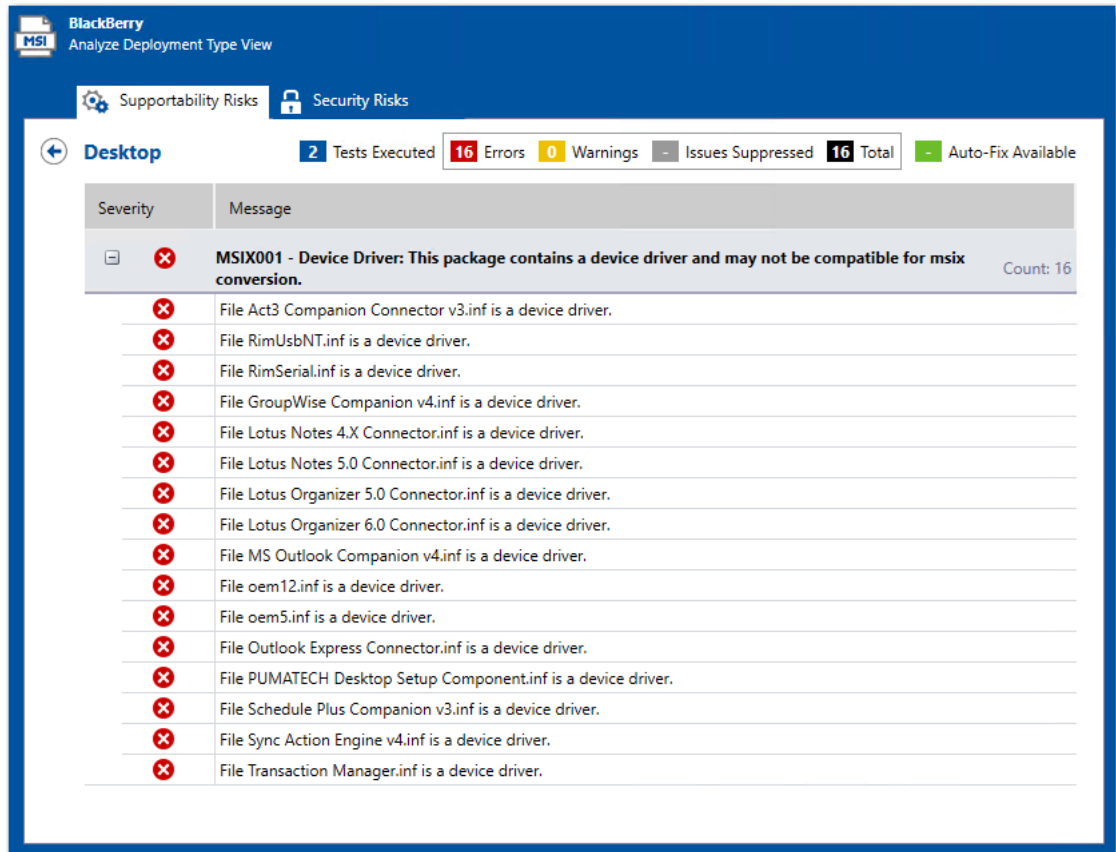 BlackBerry
MSI
Analyze Deployment Type View
Supportability Risks
Security Risks
Desktop
2 Tests Executed
16 Errors
0 Warnings
- Issues Suppressed
16 Total
- Auto-Fix Available
Severity
Message
MSIX001 - Device Driver: This package contains a device driver and may not be compatible for msix
conversion.
Count: 16
File Act3 Companion Connector v3.inf is a device driver.
File RimUsbNT.inf is a device driver.
File RimSerial.inf is a device driver.
File GroupWise Companion v4.inf is a device driver.
File Lotus Notes 4.X Connector.inf is a device driver.
File Lotus Notes 5.0 Connector.inf is a device driver.
File Lotus Organizer 5.0 Connector.inf is a device driver.
File Lotus Organizer 6.0 Connector.inf is a device driver.
File MS Outlook Companion v4.inf is a device driver.
File oem12.inf is a device driver.
File oem5.inf is a device driver.
File Outlook Express Connector.inf is a device driver.
File PUMATECH Desktop Setup Component.inf is a device driver.
File Schedule Plus Companion v3.inf is a device driver.
File Sync Action Engine v4.inf is a device driver.
File Transaction Manager.inf is a device driver.